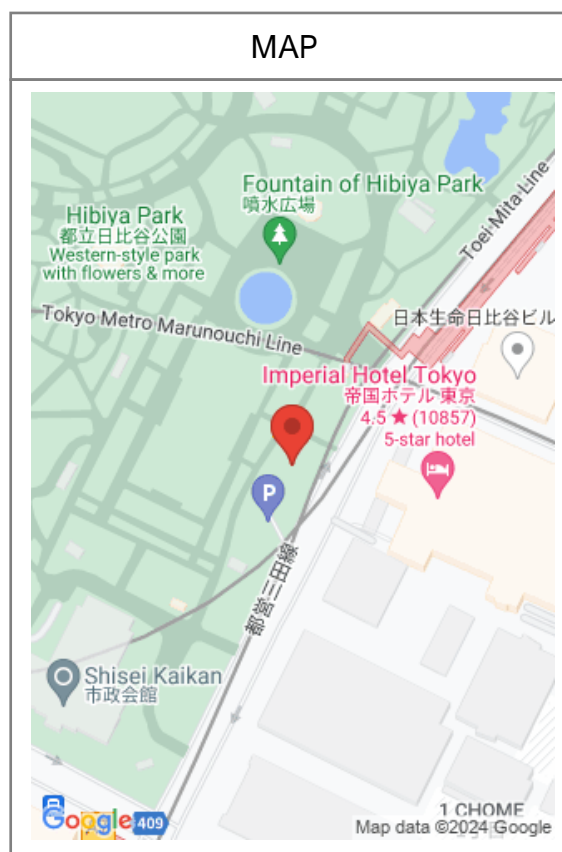 MAP
Fountain of Hibiya Park
噴水広場
Hibiya Park
都立日比谷公園
Western-style park
with flowers & more
Toei Mita Line
Tokyo Metro Marunouchi Line
日本生命日比谷ビル
Imperial Hotel Tokyo
帝国ホテル 東京
4.5 ★ (10857)
5-star hotel
P
都営三田線
Shisei Kaikan
市政会館
1 CHOME
Google
409
Map data ©2024 Google